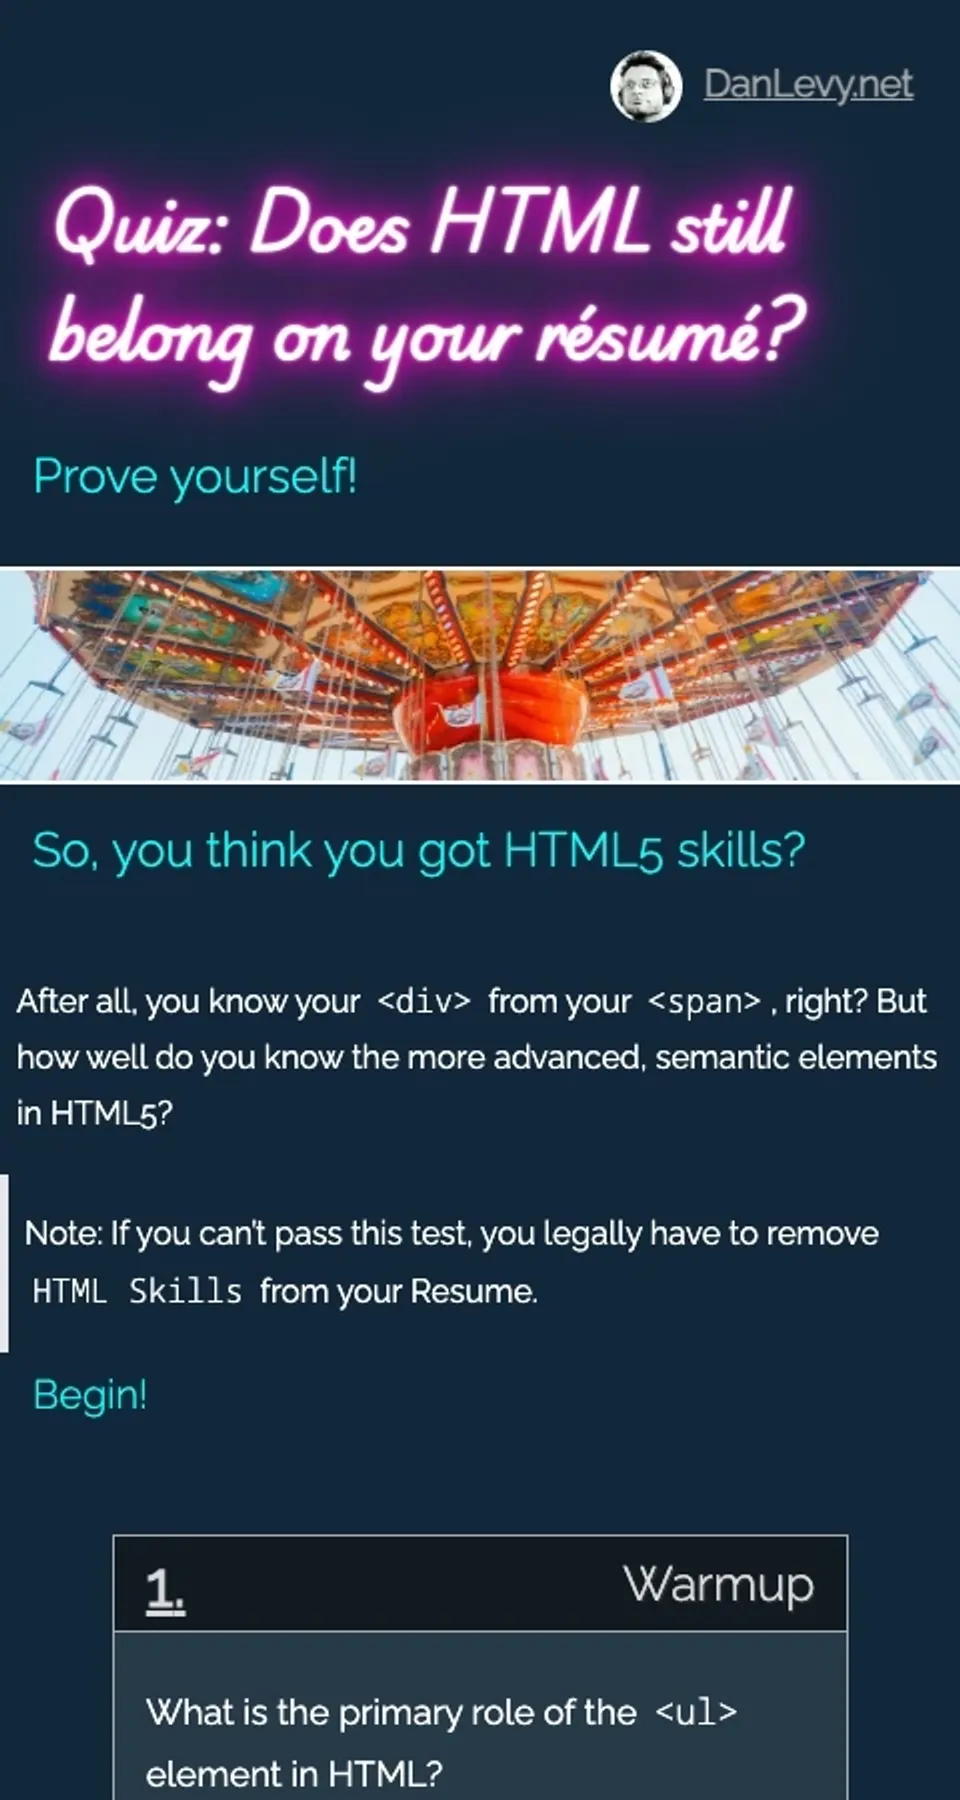 DanLevy.net
Quiz: Does HTML still
belong on your résumé?
Prove yourself!
So, you think you got HTML5 skills?
After all, you know your <div> from your <span> , right? But
how well do you know the more advanced, semantic elements
in HTML5?
Note: If you can't pass this test, you legally have to remove
HTML Skills from your Resume.
Begin!
1. Warmup
What is the primary role of the <ul>
element in HTML?